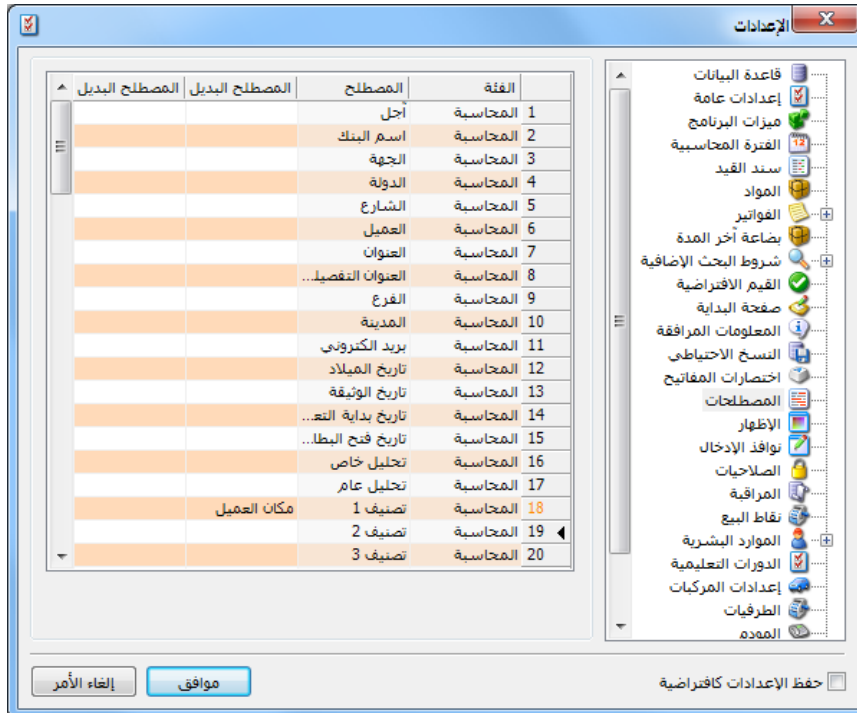 الإعدادات
قاعدة البيانات
إعدادات عامة
ميزات البرنامج
الفترة المحاسبية
سند القيد
المواد
الفواتير
بضاعة آخر المدة
شروط البحث الإضافية
القيم الافتراضية
صفحة البداية
المعلومات المرافقة
النسخ الاحتياطي
اختصارات المفاتيح
المصطلحات
الإظهار
نوافذ الإدخال
الصلاحيات
المراقبة
نقاط البيع
الموارد البشرية
الدورات التعليمية
إعدادات المركبات
الطرفيات
المودم
الفئة المصطلح المصطلح البديل المصطلح البديل
1 المحاسبة آجل
2 المحاسبة اسم البنك
3 المحاسبة الجهة
4 المحاسبة الدولة
5 المحاسبة الشارع
6 المحاسبة العميل
7 المحاسبة العنوان
8 المحاسبة العنوان التفصيلـ...
9 المحاسبة الفرع
10 المحاسبة المدينة
11 المحاسبة بريد الكتروني
12 المحاسبة تاريخ الميلاد
13 المحاسبة تاريخ الوثيقة
14 المحاسبة تاريخ بداية التعـ...
15 المحاسبة تاريخ فتح البطا...
16 المحاسبة تحليل خاص
17 المحاسبة تحليل عام
18 المحاسبة تصنيف 1 مكان العميل
19 المحاسبة تصنيف 2
20 المحاسبة تصنيف 3
حفظ الإعدادات كافتراضية
موافق
إلغاء الأمر